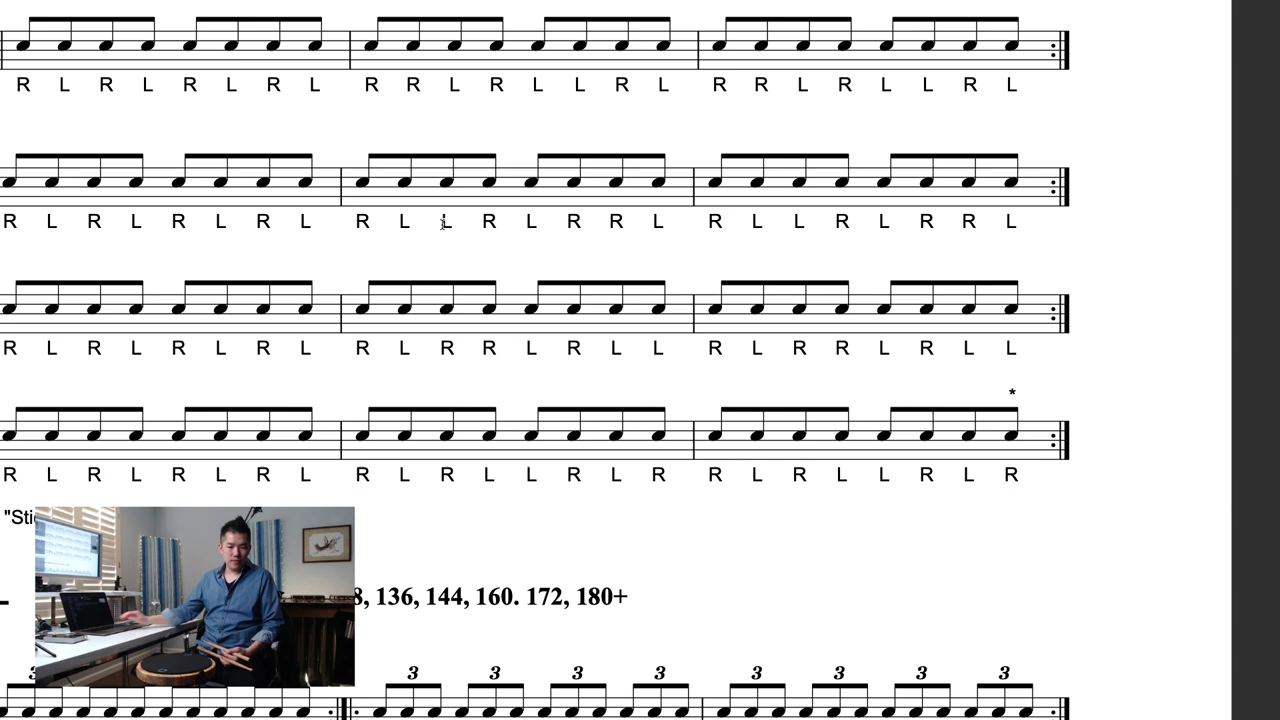 R L R L R L R L R R L R L L R L R R L R L L R L
R L R L R L R L R L L R L R R L R L L R L R R L
R L R L R L R L R L R R L R L L R L R R L R L L
*
R L R L R L R L R L R L L R L R R L R L L R L R
"Sti
8, 136, 144, 160. 172, 180+
3 3 3 3 3 3 3 3 3